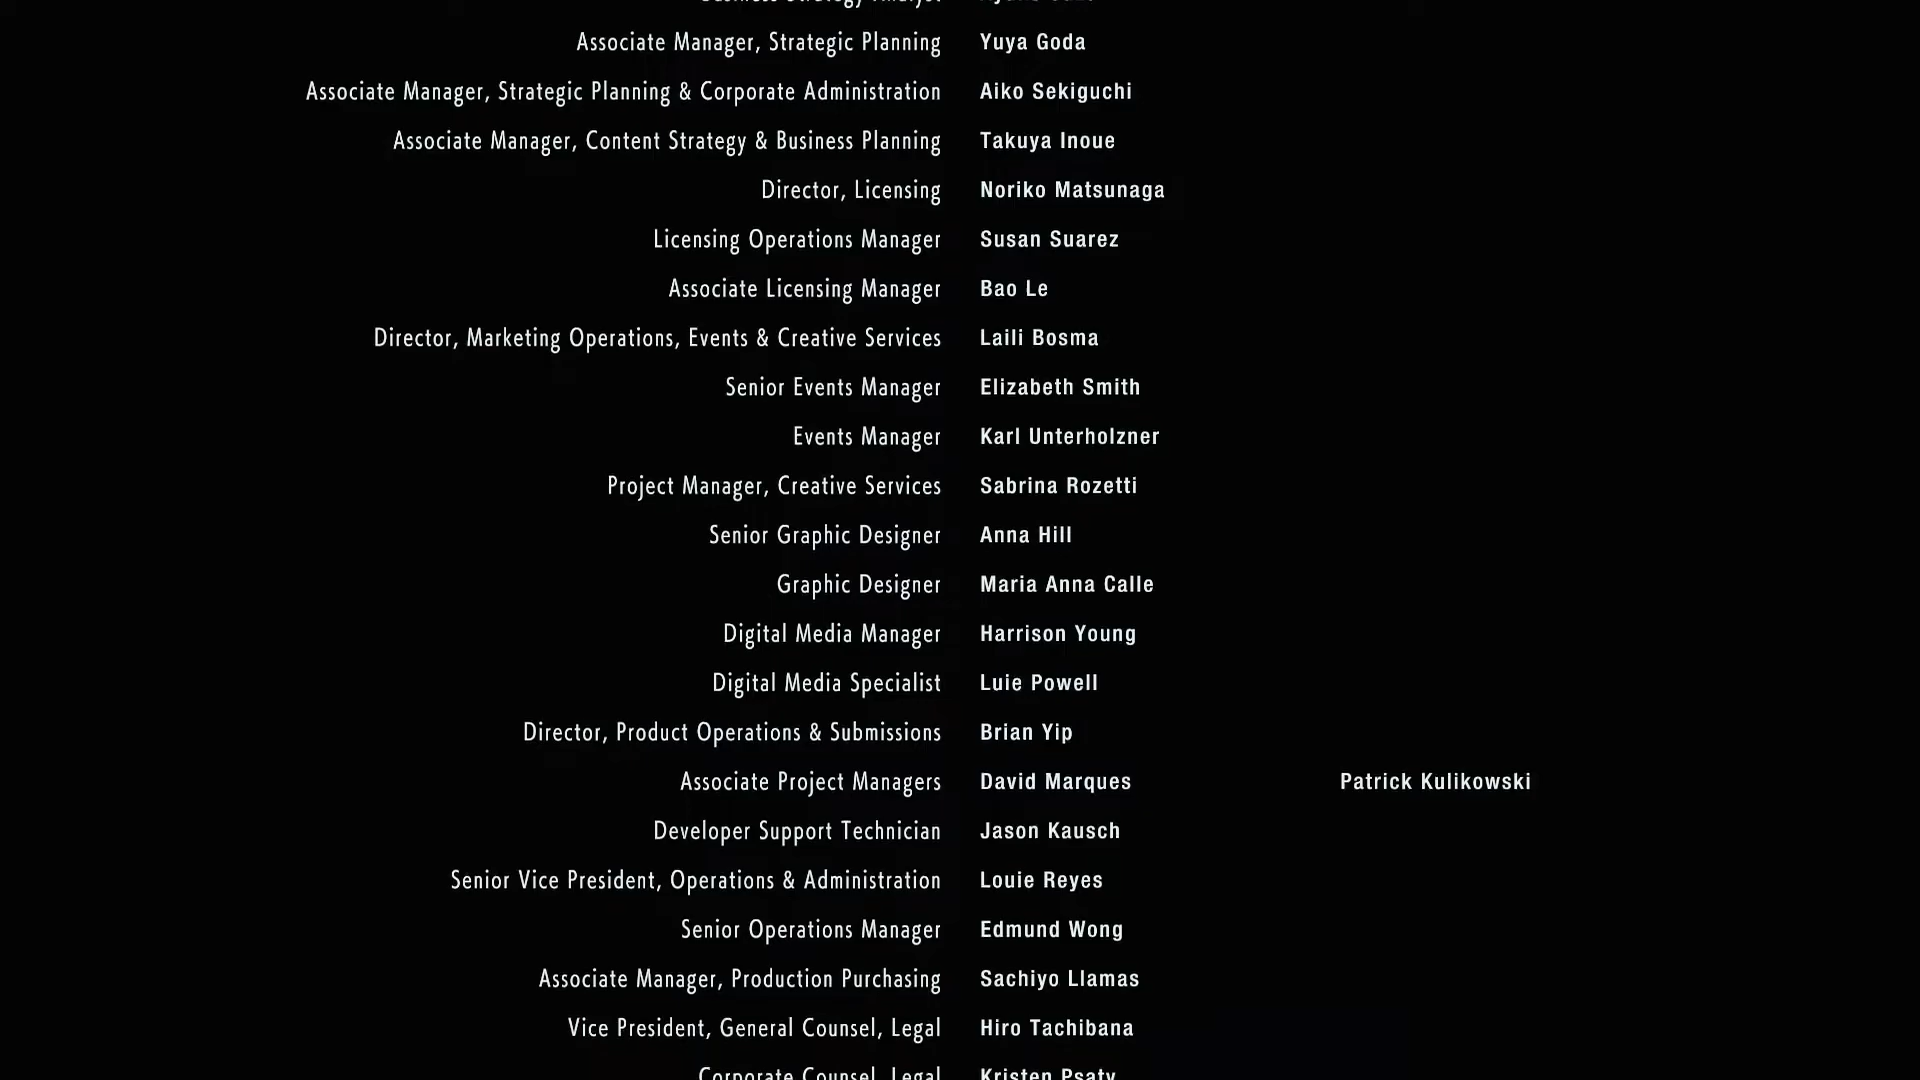 Business Strategy Analyst
Associate Manager, Strategic Planning Yuya Goda
Associate Manager, Strategic Planning & Corporate Administration Aiko Sekiguchi
Associate Manager, Content Strategy & Business Planning Takuya Inoue
Director, Licensing Noriko Matsunaga
Licensing Operations Manager Susan Suarez
Associate Licensing Manager Bao Le
Director, Marketing Operations, Events & Creative Services Laili Bosma
Senior Events Manager Elizabeth Smith
Events Manager Karl Unterholzner
Project Manager, Creative Services Sabrina Rozetti
Senior Graphic Designer Anna Hill
Graphic Designer Maria Anna Calle
Digital Media Manager Harrison Young
Digital Media Specialist Luie Powell
Director, Product Operations & Submissions Brian Yip
Associate Project Managers David Marques Patrick Kulikowski
Developer Support Technician Jason Kausch
Senior Vice President, Operations & Administration Louie Reyes
Senior Operations Manager Edmund Wong
Associate Manager, Production Purchasing Sachiyo Llamas
Vice President, General Counsel, Legal Hiro Tachibana
Corporate Counsel, Legal Kristen Psaty